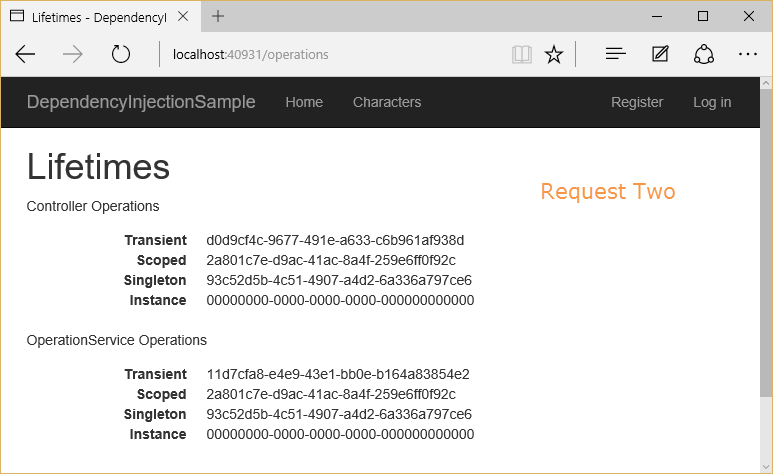 Lifetimes - DependencyI
localhost:40931/operations
DependencyInjectionSample Home Characters Register Log in
Lifetimes
Request Two
Controller Operations
Transient d0d9cf4c-9677-491e-a633-c6b961af938d
Scoped 2a801c7e-d9ac-41ac-8a4f-259e6ff0f92c
Singleton 93c52d5b-4c51-4907-a4d2-6a336a797ce6
Instance 00000000-0000-0000-0000-000000000000
OperationService Operations
Transient 11d7cfa8-e4e9-43e1-bb0e-b164a83854e2
Scoped 2a801c7e-d9ac-41ac-8a4f-259e6ff0f92c
Singleton 93c52d5b-4c51-4907-a4d2-6a336a797ce6
Instance 00000000-0000-0000-0000-000000000000